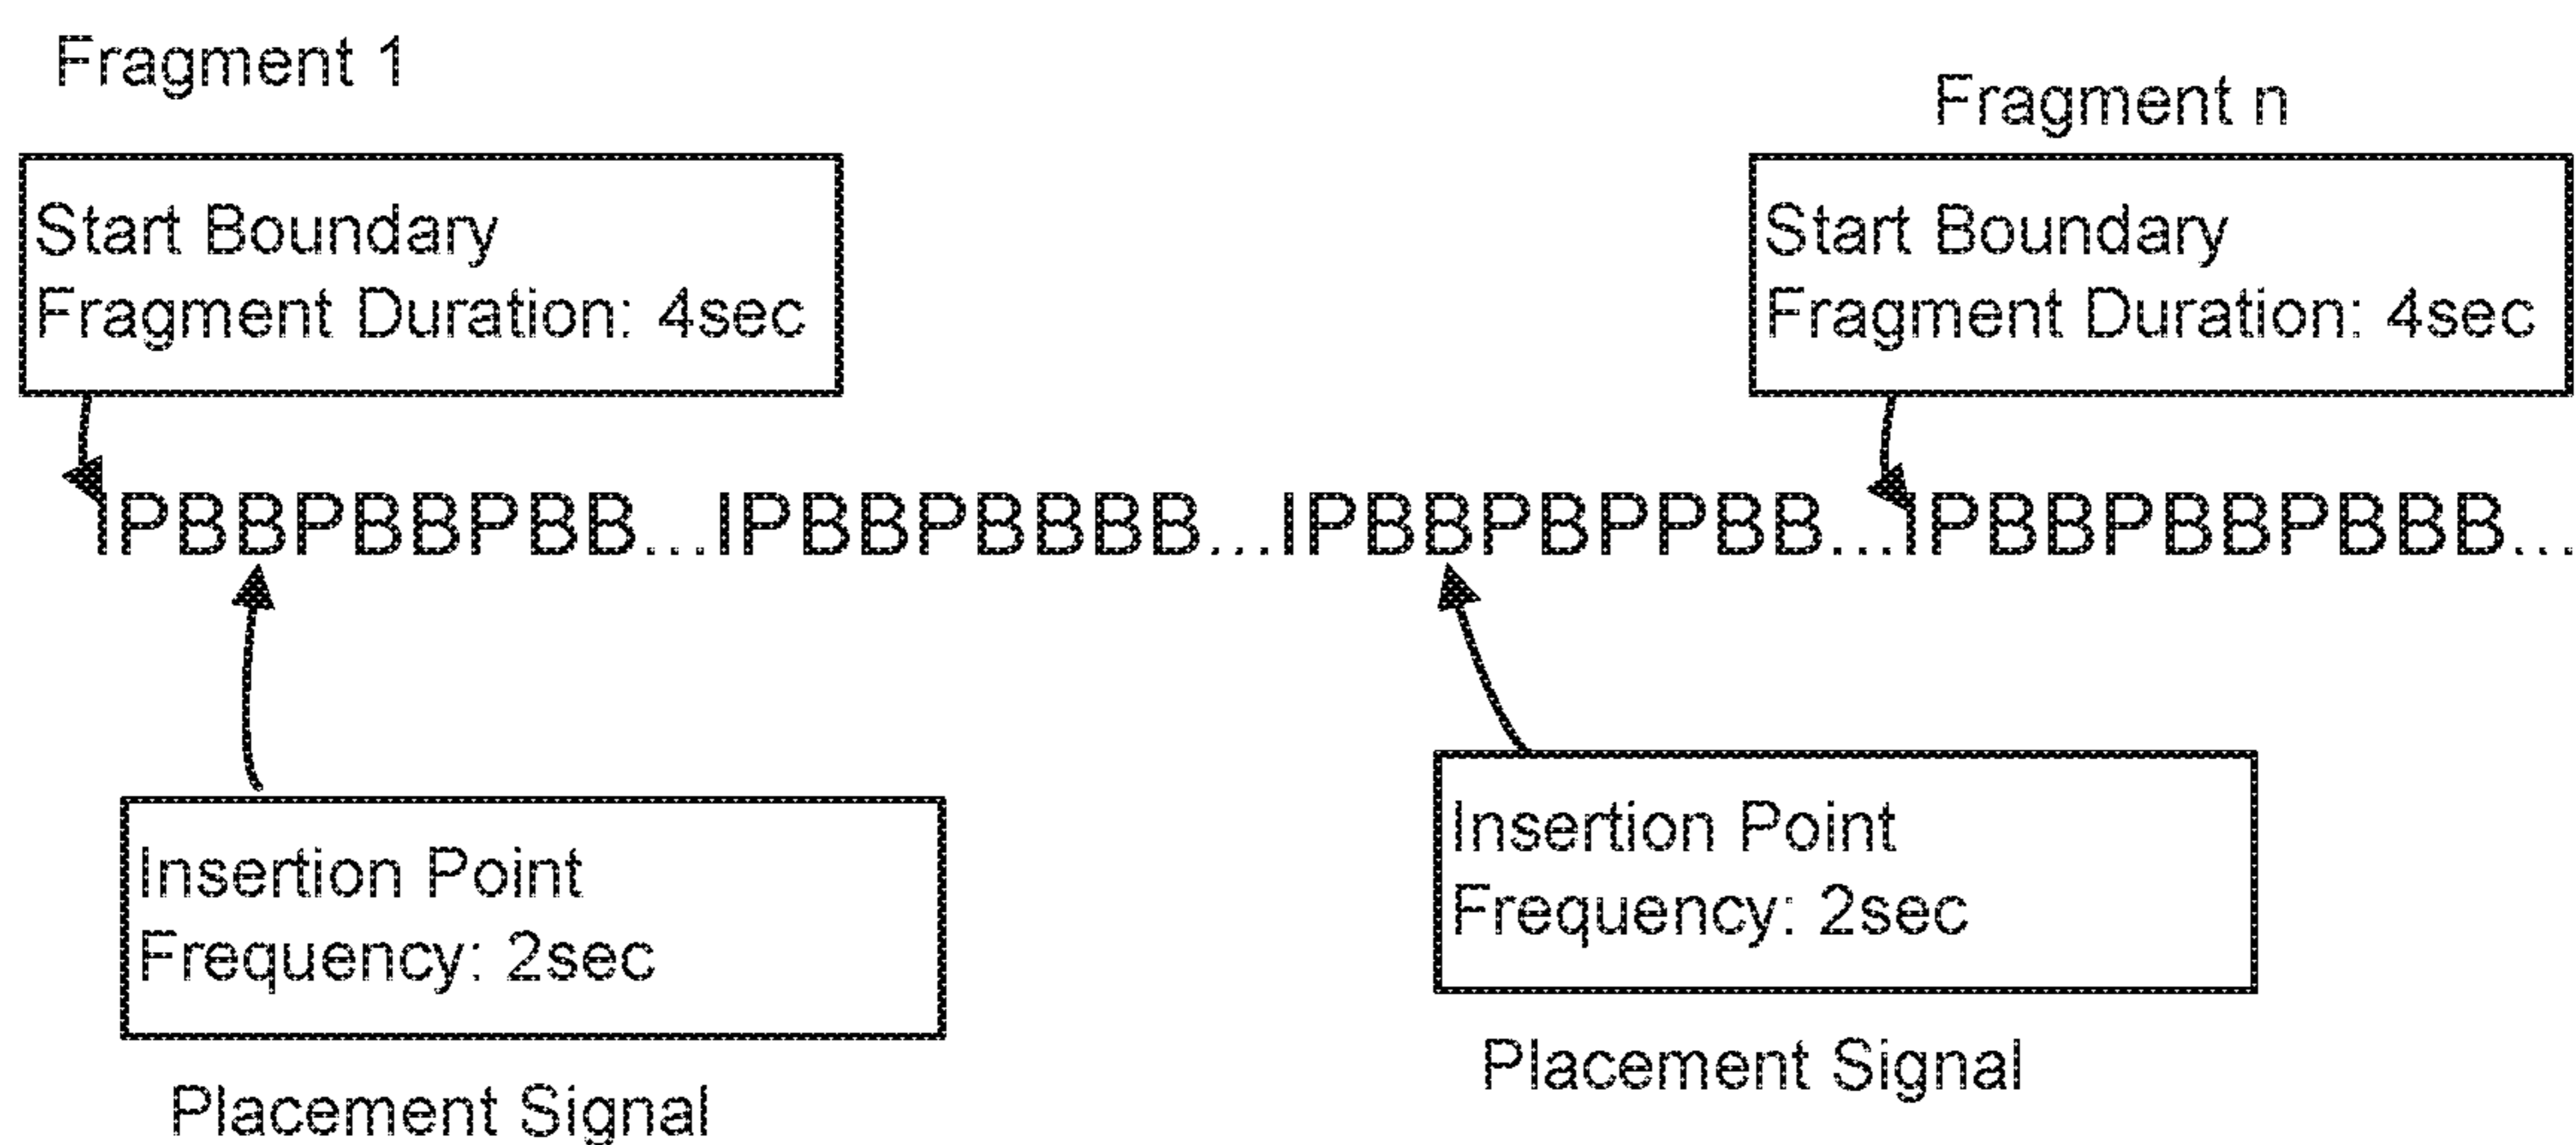 Fragment 1
Fragment n
Start Boundary
Fragment Duration: 4sec
Start Boundary
Fragment Duration: 4sec
IPBBPBBPBB...IPBBPBBBB...IPBBPBPPBB...IPBBPBBPBBB...
Insertion Point
Frequency: 2sec
Placement Signal
Insertion Point
Frequency: 2sec
Placement Signal